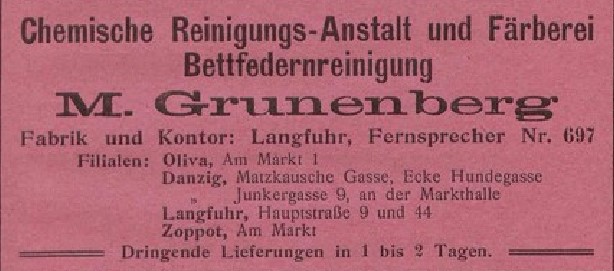 Chemische Reinigungs-Anstalt und Färberei
Bettfedernreinigung
M. Grunenberg
Fabrik und Kontor: Langfuhr, Fernsprecher Nr. 697
Filialen: Oliva, Am Markt 1
Danzig, Matzkausche Gasse, Ecke Hundegasse
„ Junkergasse 9, an der Markthalle
Langfuhr, Hauptstraße 9 und 44
Zoppot, Am Markt
Dringende Lieferungen in 1 bis 2 Tagen.